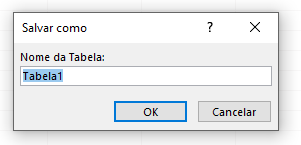 Salvar como
Nome da Tabela:
Tabela1
OK
Cancelar